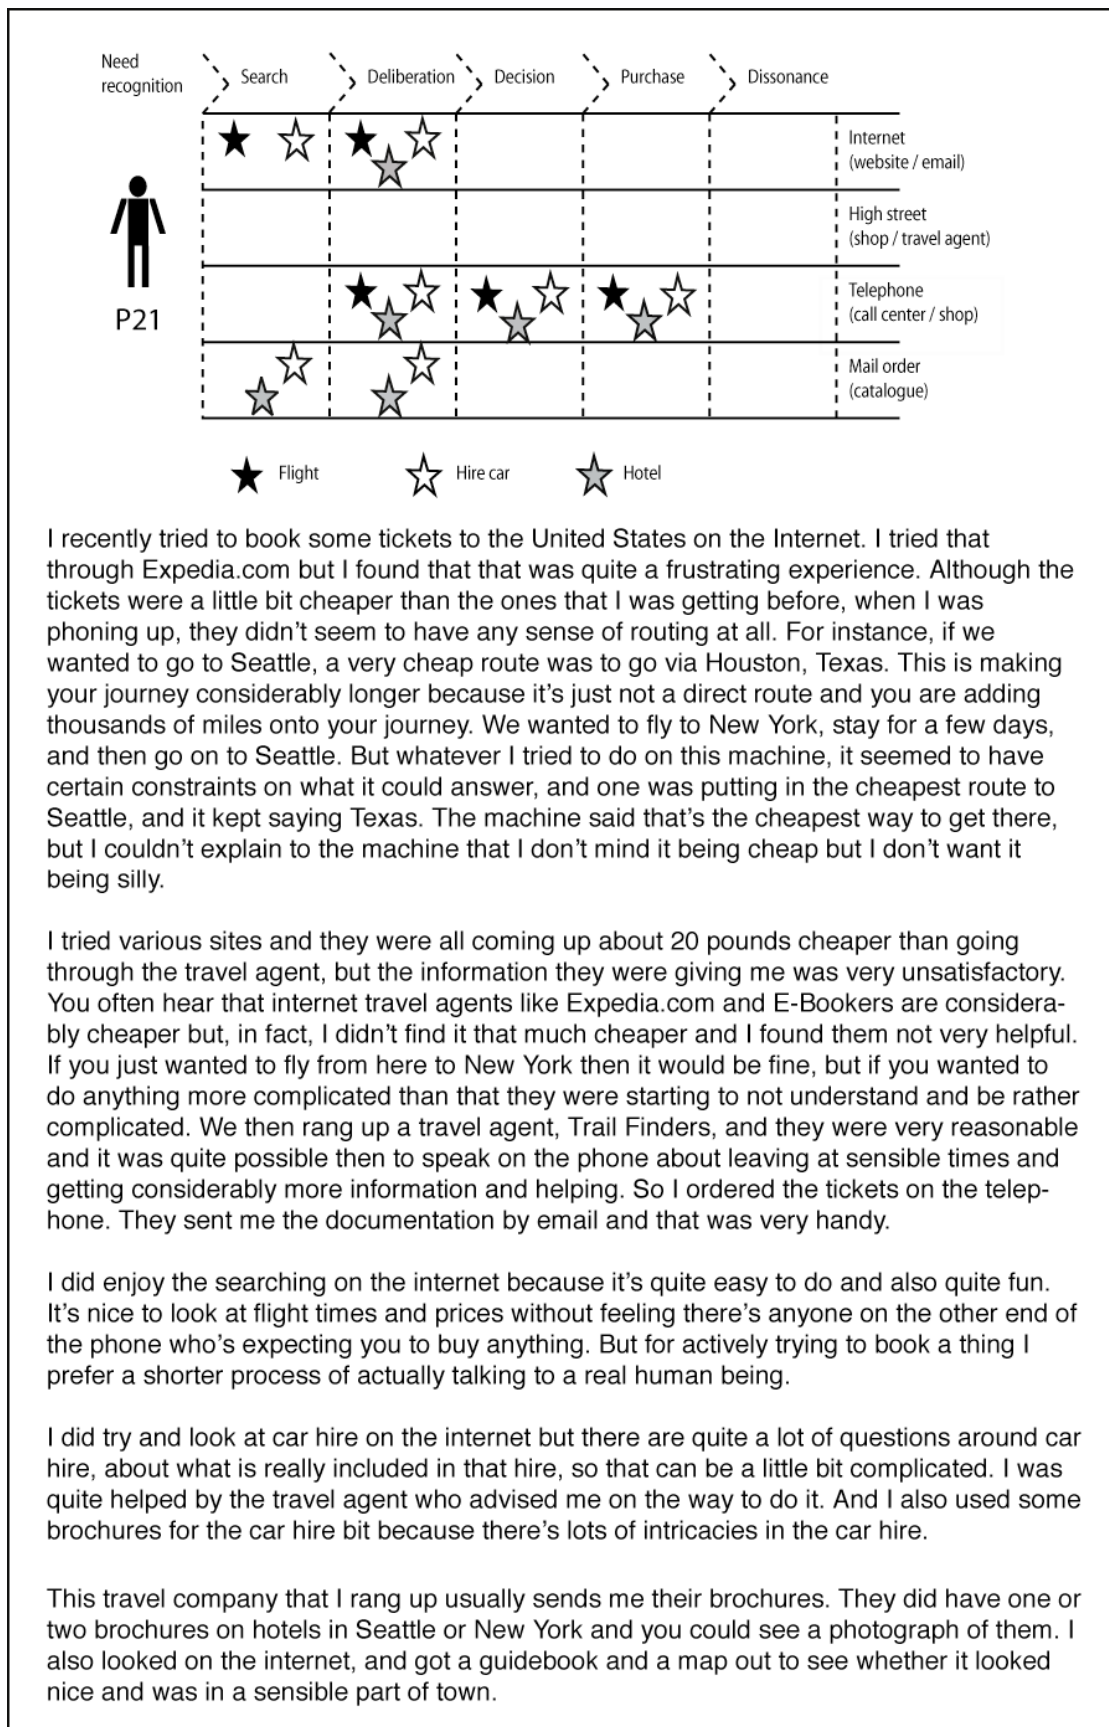 Need
recognition
Search
Deliberation
Decision
Purchase
Dissonance
Internet
(website / email)
High street
(shop / travel agent)
P21
Telephone
(call center / shop)
Mail order
(catalogue)
Flight
Hire car
Hotel
I recently tried to book some tickets to the United States on the Internet. I tried that
through Expedia.com but I found that that was quite a frustrating experience. Although the
tickets were a little bit cheaper than the ones that I was getting before, when I was
phoning up, they didn’t seem to have any sense of routing at all. For instance, if we
wanted to go to Seattle, a very cheap route was to go via Houston, Texas. This is making
your journey considerably longer because it’s just not a direct route and you are adding
thousands of miles onto your journey. We wanted to fly to New York, stay for a few days,
and then go on to Seattle. But whatever I tried to do on this machine, it seemed to have
certain constraints on what it could answer, and one was putting in the cheapest route to
Seattle, and it kept saying Texas. The machine said that’s the cheapest way to get there,
but I couldn’t explain to the machine that I don’t mind it being cheap but I don’t want it
being silly.
I tried various sites and they were all coming up about 20 pounds cheaper than going
through the travel agent, but the information they were giving me was very unsatisfactory.
You often hear that internet travel agents like Expedia.com and E-Bookers are considera-
bly cheaper but, in fact, I didn’t find it that much cheaper and I found them not very helpful.
If you just wanted to fly from here to New York then it would be fine, but if you wanted to
do anything more complicated than that they were starting to not understand and be rather
complicated. We then rang up a travel agent, Trail Finders, and they were very reasonable
and it was quite possible then to speak on the phone about leaving at sensible times and
getting considerably more information and helping. So I ordered the tickets on the telep-
hone. They sent me the documentation by email and that was very handy.
I did enjoy the searching on the internet because it’s quite easy to do and also quite fun.
It’s nice to look at flight times and prices without feeling there’s anyone on the other end of
the phone who’s expecting you to buy anything. But for actively trying to book a thing I
prefer a shorter process of actually talking to a real human being.
I did try and look at car hire on the internet but there are quite a lot of questions around car
hire, about what is really included in that hire, so that can be a little bit complicated. I was
quite helped by the travel agent who advised me on the way to do it. And I also used some
brochures for the car hire bit because there’s lots of intricacies in the car hire.
This travel company that I rang up usually sends me their brochures. They did have one or
two brochures on hotels in Seattle or New York and you could see a photograph of them. I
also looked on the internet, and got a guidebook and a map out to see whether it looked
nice and was in a sensible part of town.